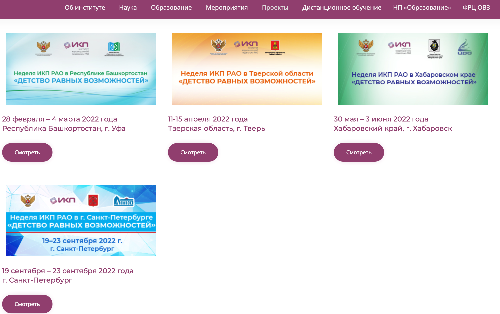 Об институте Наука Образование Мероприятия Проекты Дистанционное обучение НП «Образование» ФРЦ ОВЗ
ИКП
Неделя ИКП РАО в Республике Башкортостан
«ДЕТСТВО РАВНЫХ ВОЗМОЖНОСТЕЙ»
28 февраля – 4 марта 2022 года
Республика Башкортостан, г. Уфа
Смотреть
ИКП
Неделя ИКП РАО в Тверской области
«ДЕТСТВО РАВНЫХ ВОЗМОЖНОСТЕЙ»
11-15 апреля 2022 года
Тверская область, г. Тверь
Смотреть
ИКП
Неделя ИКП РАО в Хабаровском крае
«ДЕТСТВО РАВНЫХ ВОЗМОЖНОСТЕЙ»
30 мая – 3 июня 2022 года
Хабаровский край, г. Хабаровск
Смотреть
ИКП
Неделя ИКП РАО в г. Санкт-Петербурге
«ДЕТСТВО РАВНЫХ ВОЗМОЖНОСТЕЙ»
19–23 сентября 2022 г.
г. Санкт-Петербург
19 сентября – 23 сентября 2022 года
г. Санкт-Петербург
Смотреть